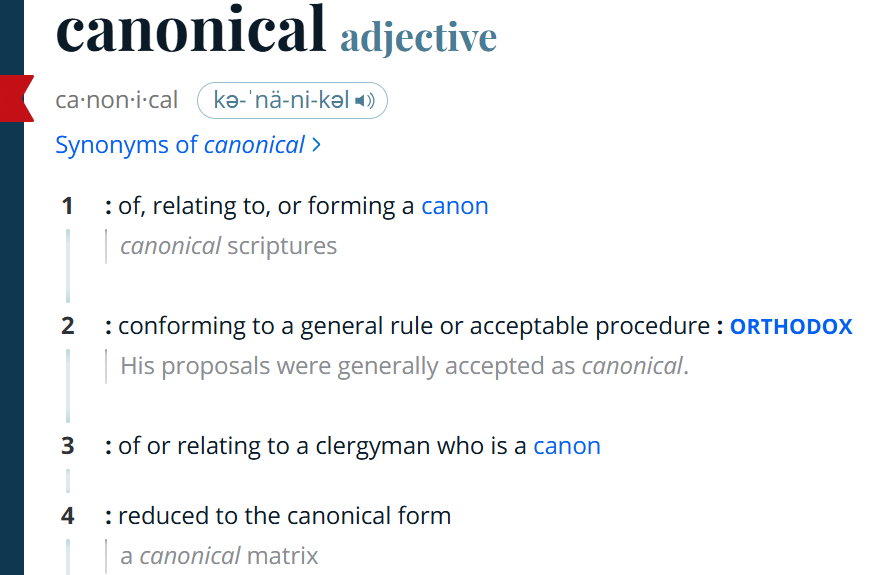 canonical adjective
ca·non·i·cal kə-ˈnä-ni-kəl
Synonyms of canonical
1 : of, relating to, or forming a canon
canonical scriptures
2 : conforming to a general rule or acceptable procedure : ORTHODOX
His proposals were generally accepted as canonical.
3 : of or relating to a clergyman who is a canon
4 : reduced to the canonical form
a canonical matrix